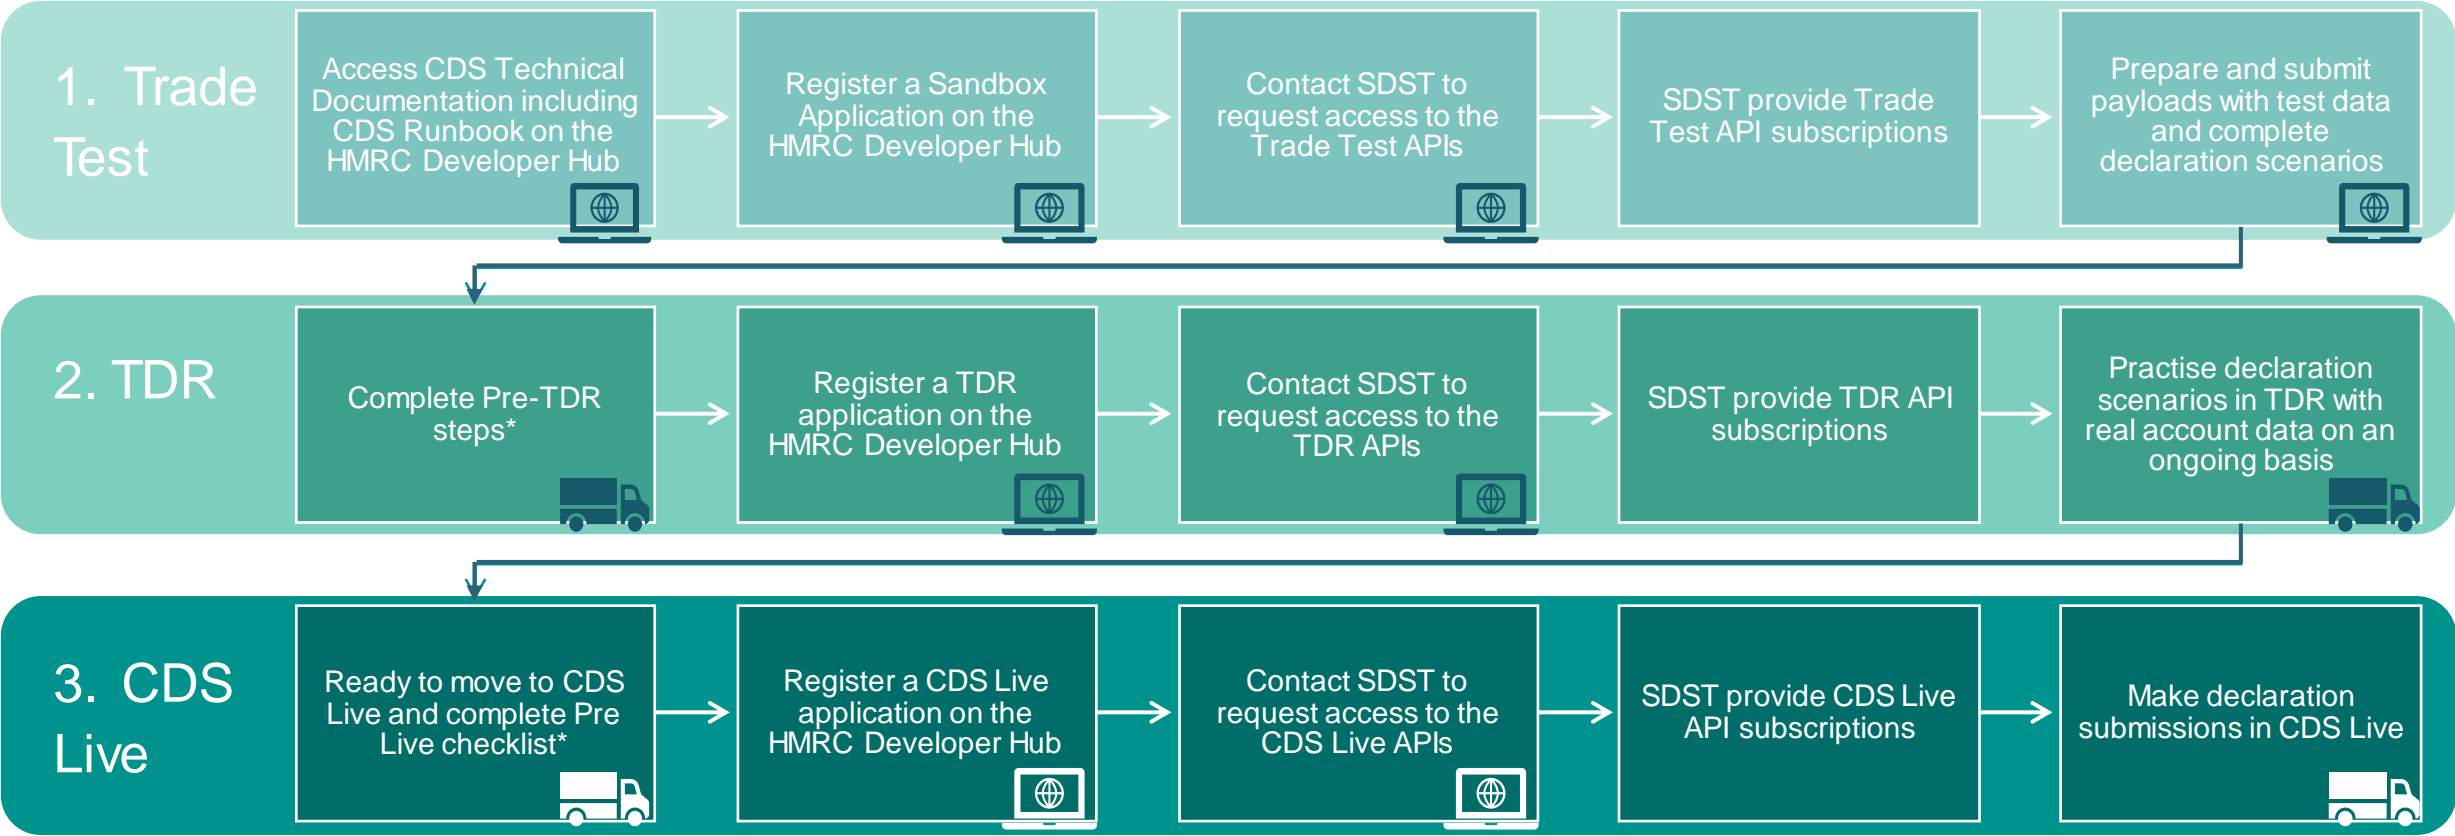 1. Trade
Test
Access CDS Technical
Documentation including
CDS Runbook on the
HMRC Developer Hub
Register a Sandbox
Application on the
HMRC Developer Hub
Contact SDST to
request access to the
Trade Test APIs
SDST provide Trade
Test API subscriptions
Prepare and submit
payloads with test data
and complete
declaration scenarios
2. TDR
Complete Pre-TDR
steps*
Register a TDR
application on the
HMRC Developer Hub
Contact SDST to
request access to the
TDR APIs
SDST provide TDR API
subscriptions
Practise declaration
scenarios in TDR with
real account data on an
ongoing basis
3. CDS
Live
Ready to move to CDS
Live and complete Pre
Live checklist*
Register a CDS Live
application on the
HMRC Developer Hub
Contact SDST to
request access to the
CDS Live APIs
SDST provide CDS Live
API subscriptions
Make declaration
submissions in CDS Live